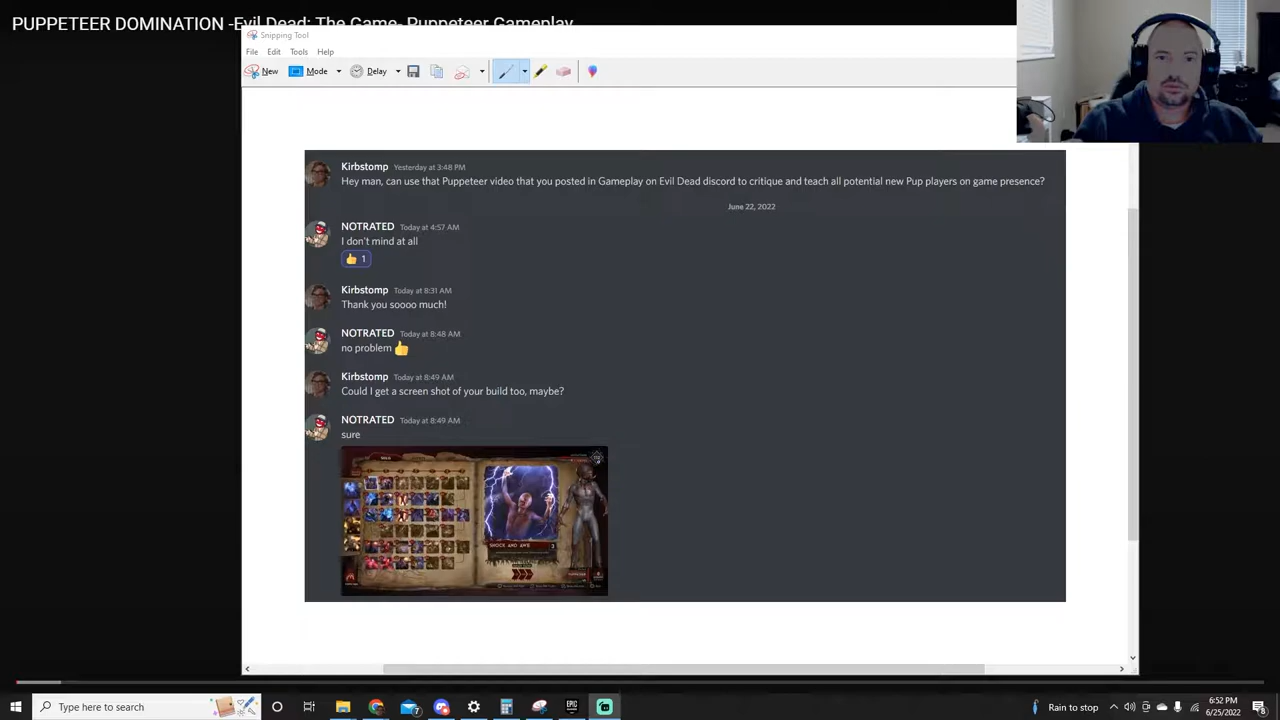 PUPPETEER DOMINATION -Evil Dead: The Game- Puppeteer Gameplay
Snipping Tool
File Edit Tools Help
New Mode Delay
Kirbstomp Yesterday at 3:48 PM
Hey man, can use that Puppeteer video that you posted in Gameplay on Evil Dead discord to critique and teach all potential new Pup players on game presence?
June 22, 2022
NOTRATED Today at 4:57 AM
I don't mind at all
1
Kirbstomp Today at 8:31 AM
Thank you soooo much!
NOTRATED Today at 8:48 AM
no problem
Kirbstomp Today at 8:49 AM
Could I get a screen shot of your build too, maybe?
NOTRATED Today at 8:49 AM
sure
SHOCK AND AWE
Type here to search
7
EPIC
Rain to stop
6:52 PM
6/25/2022